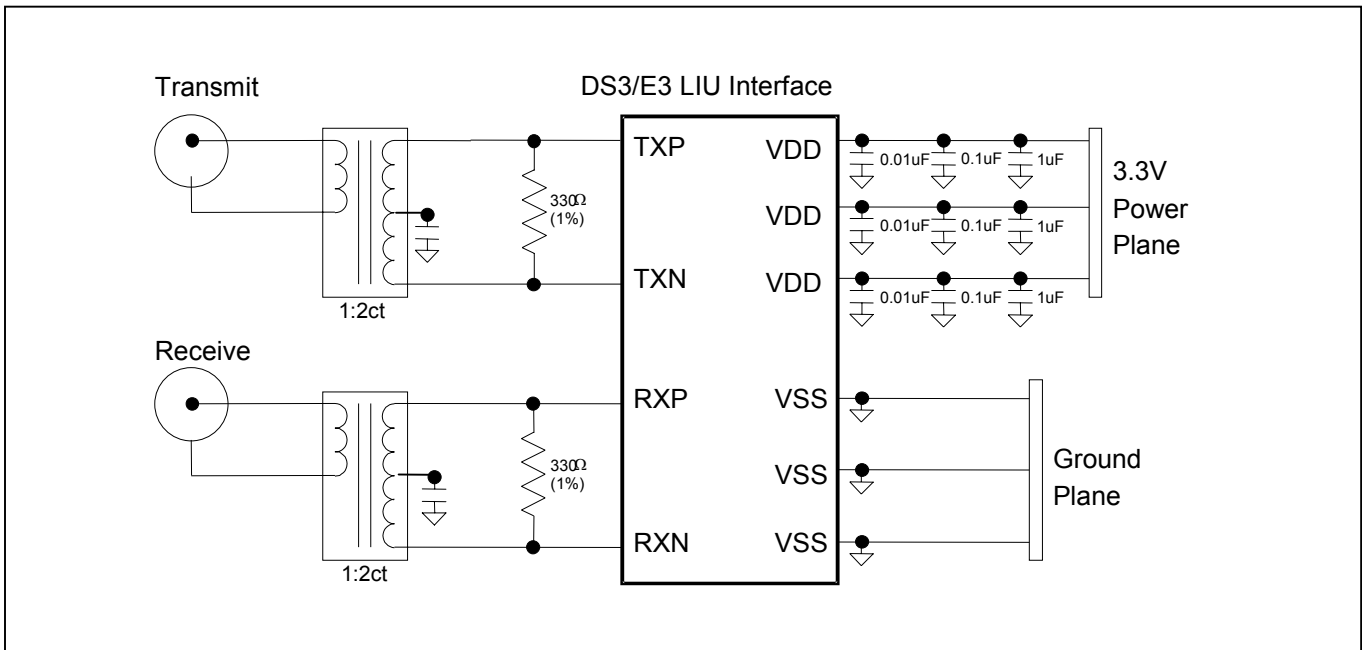 Transmit
DS3/E3 LIU Interface
TXP
VDD
0.01uF
0.1uF
1uF
3.3V
Power
Plane
330Ω
(1%)
VDD
0.01uF
0.1uF
1uF
TXN
VDD
0.01uF
0.1uF
1uF
1:2ct
Receive
RXP
VSS
330Ω
(1%)
VSS
Ground
Plane
RXN
VSS
1:2ct